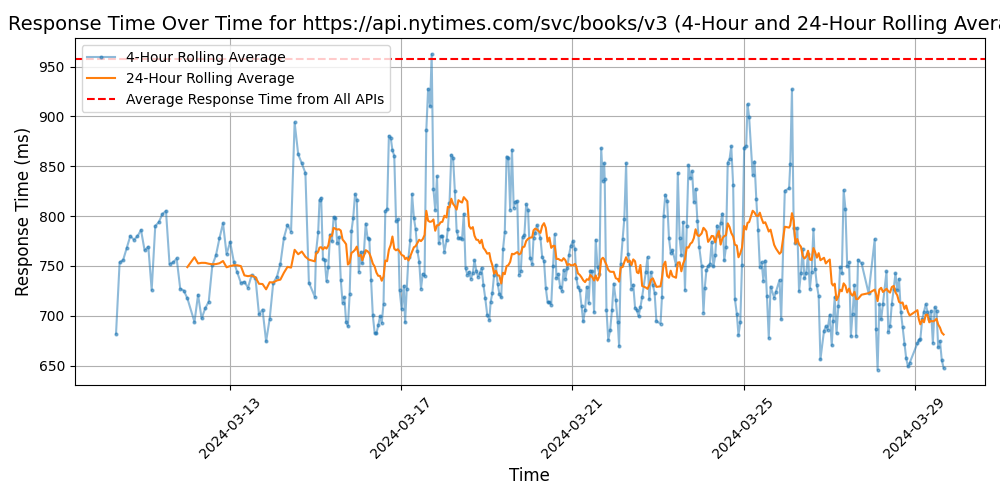 Response Time Over Time for https://api.nytimes.com/svc/books/v3 (4-Hour and 24-Hour Rolling Avera
4-Hour Rolling Average
24-Hour Rolling Average
Average Response Time from All APIs
Response Time (ms)
950
900
850
800
750
700
650
2024-03-13
2024-03-17
2024-03-21
2024-03-25
2024-03-29
Time